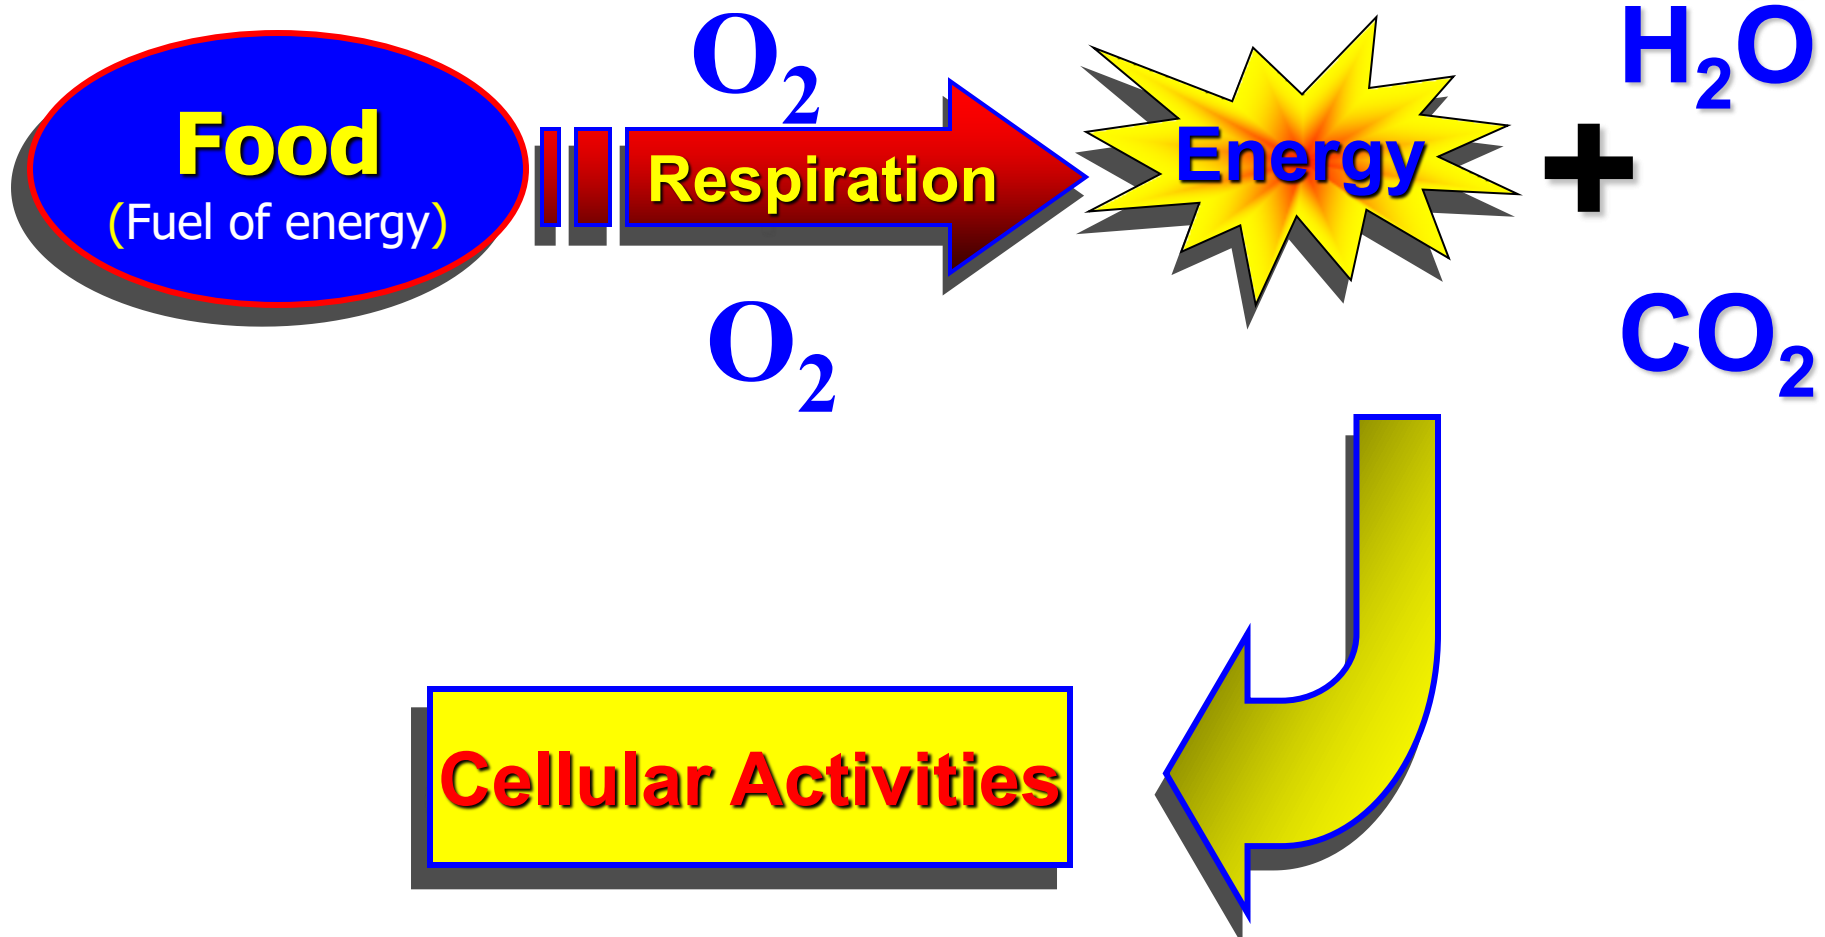 Food
(Fuel of energy)
O₂
Respiration
O₂
Energy
+
H₂O
CO₂
Cellular Activities